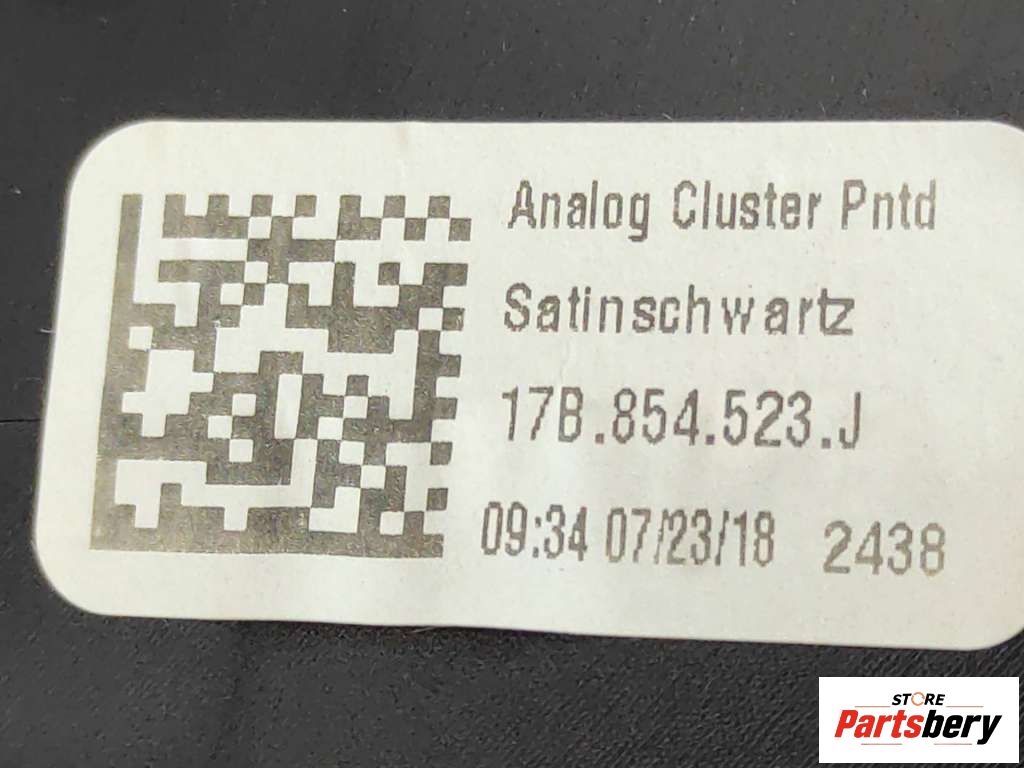 Analog Cluster Pntd
Satinschwartz
17B.854.523.J
09:34 07/23/18 2438
STORE
Partsbery